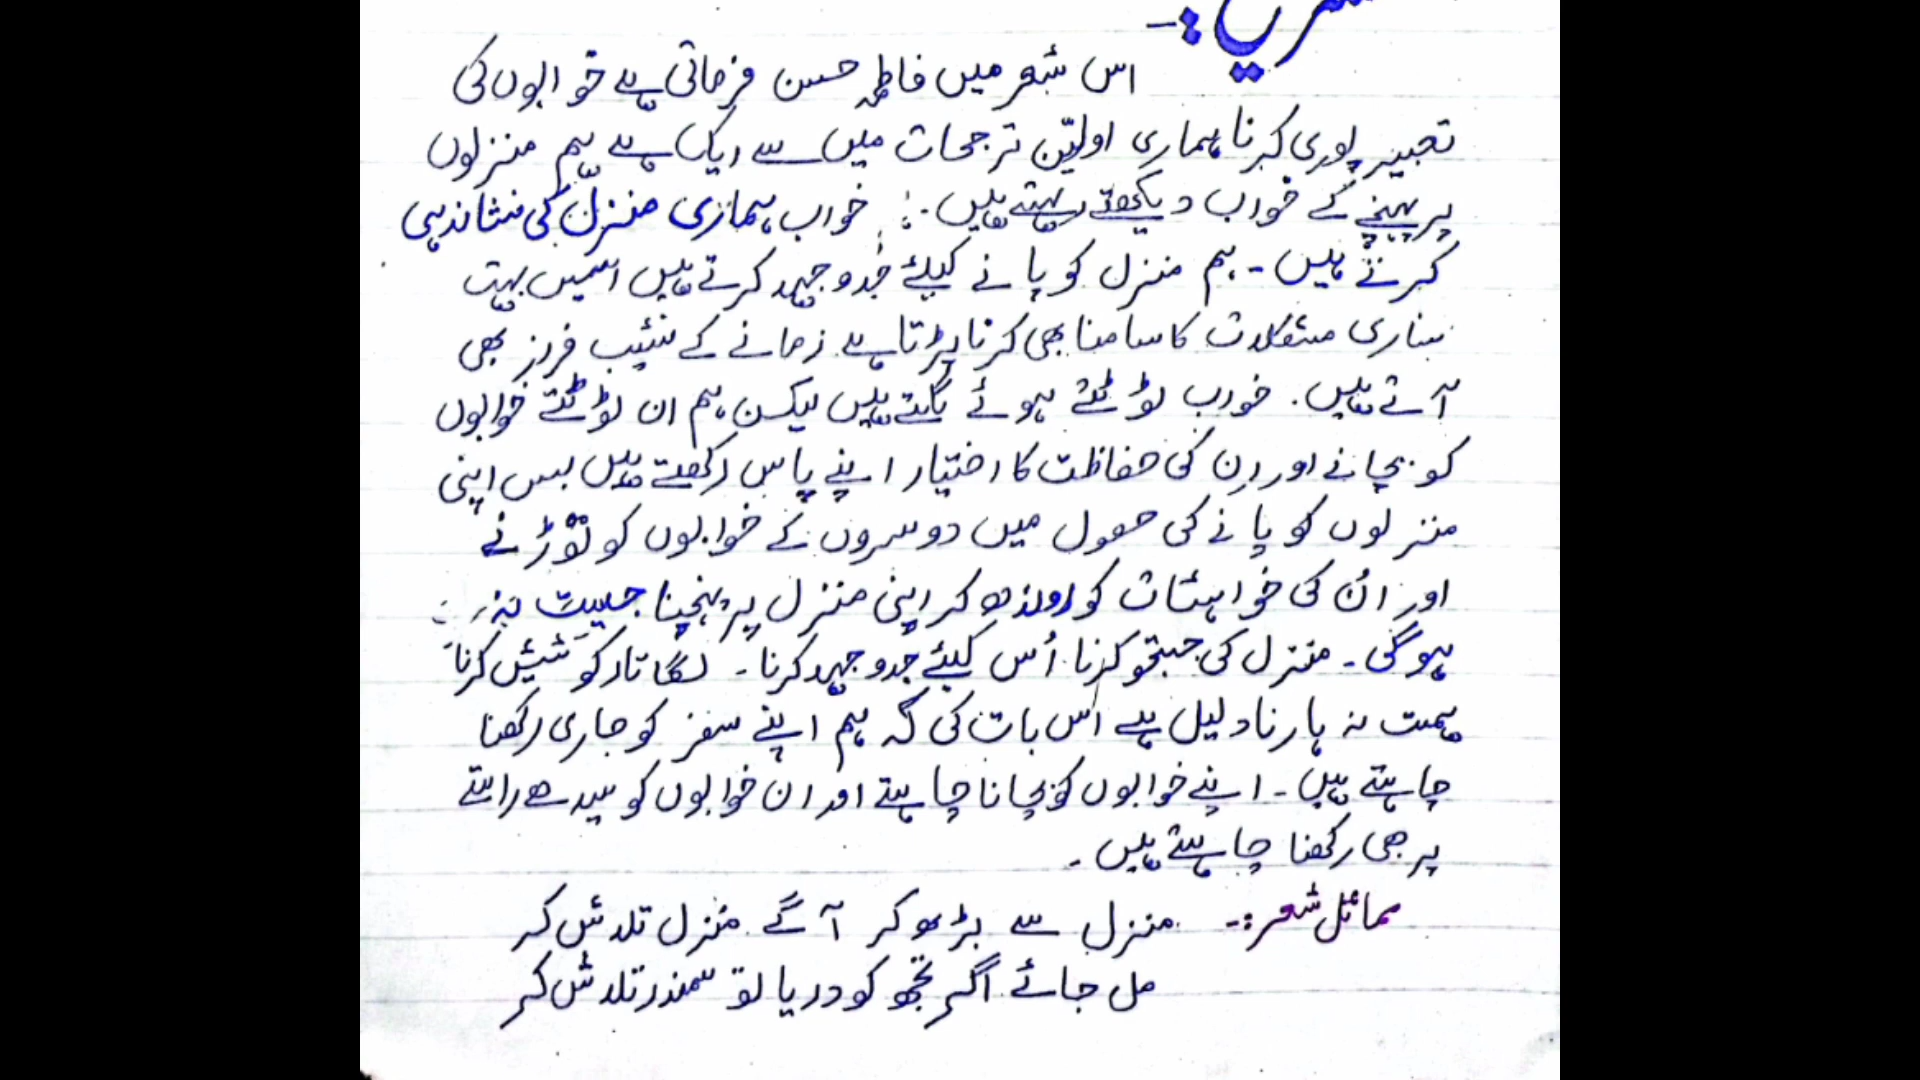 تشریح :-
اس شعر میں فاطمہ حسن فرماتی ہے خوابوں کی
تعبیر پوری کرنا ہماری اولیّن ترجحات میں سے ایک ہے ہم منزلوں
پر پہنچنے کے خواب دیکھتے رہتے ہیں . خواب ہماری منزل کی نشاندہی
کرتے ہیں ۔ ہم منزل کو پانے کیلئے جُدوجہد کرتے ہیں اسمیں بہت
ساری مشکلات کا سامنا بھی کرنا پڑتا ہے زمانے کے نشیب فراز بھی
آتے ہیں . خواب ٹوٹتے ہوئے لگتے ہیں لیکن ہم ان ٹوٹتے خوابوں
کو بچانے اور ان کی حفاظت کا اختیار اپنے پاس رکھتے ہیں بس اپنی
منزلوں کو پانے کی حصول میں دوسروں کے خوابوں کو توڑنے
اور اُن کی خواہشات کو روندھ کر اپنی منزل پر پہنچنا جیت نہ
ہوگی ۔ منزل کی جستجو کرنا اُس کیلئے جدوجہد کرنا ۔ لگاتار کوشش کرنا
ہمت نہ ہارنا دلیل ہے اس بات کی کہ ہم اپنے سفر کو جاری رکھنا
چاہتے ہیں ۔ اپنے خوابوں کو بچانا چاہتے اور ان خوابوں کو سیدھے راستے
پر بھی رکھنا چاہتے ہیں ۔
مماثل شعر :- منزل سے بڑھ کر آگے منزل تلاش کر
مل جائے اگر تجھ کو دریا تو سمندر تلاش کر